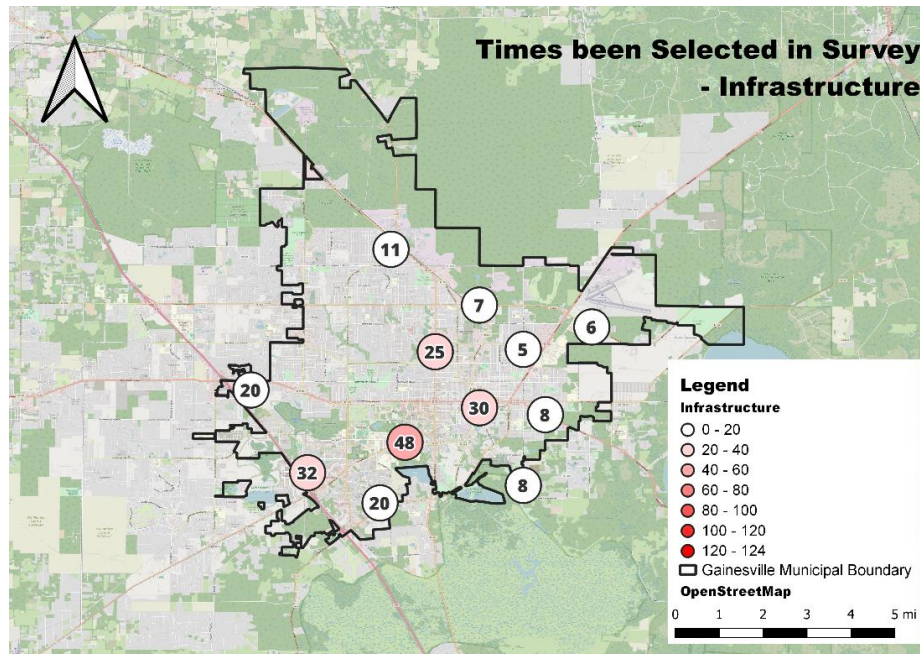 Times been Selected in Survey
- Infrastructure
11
7
6
25
5
20
30
8
48
32
8
20
Legend
Infrastructure
0 - 20
20 - 40
40 - 60
60 - 80
80 - 100
100 - 120
120 - 124
Gainesville Municipal Boundary
OpenStreetMap
0 1 2 3 4 5 mi